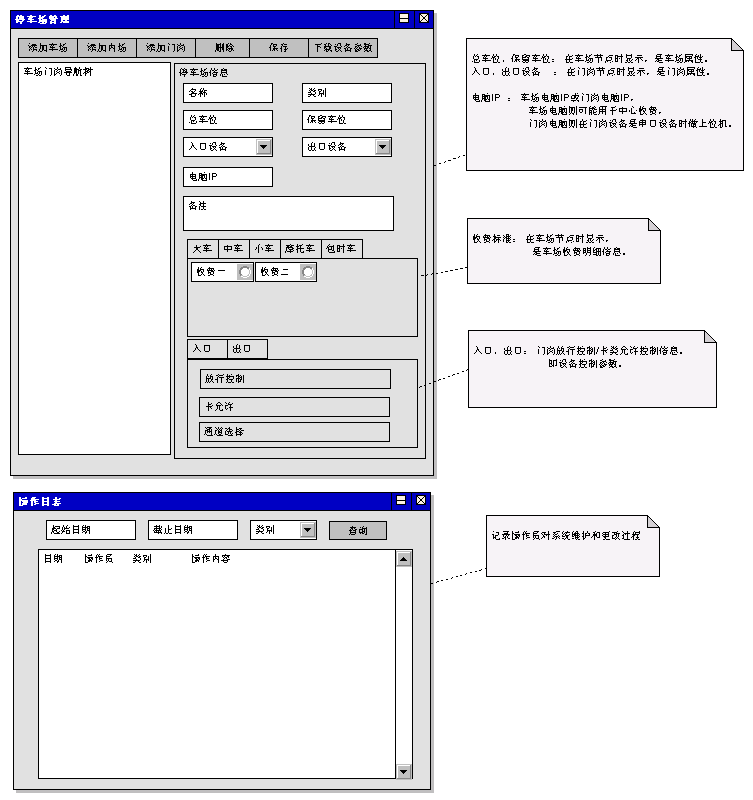 停车场管理
添加车场 添加内场 添加门岗 删除 保存 下载设备参数
车场门岗导航树
停车场信息
名称 类别
总车位 保留车位
入口设备 出口设备
电脑IP
备注
大车 中车 小车 摩托车 包时车
收费一 收费二
入口 出口
放行控制
卡允许
通道选择
总车位、保留车位： 在车场节点时显示，是车场属性。
入口、出口设备 ： 在门岗节点时显示，是门岗属性。
电脑IP ： 车场电脑IP或门岗电脑IP，
车场电脑则可能用于中心收费，
门岗电脑则在门岗设备是串口设备时做上位机。
收费标准： 在车场节点时显示，
是车场收费明细信息。
入口、出口： 门岗放行控制/卡类允许控制信息。
即设备控制参数。
操作日志
起始日期 截止日期 类别 查询
日期 操作员 类别 操作内容
记录操作员对系统维护和更改过程